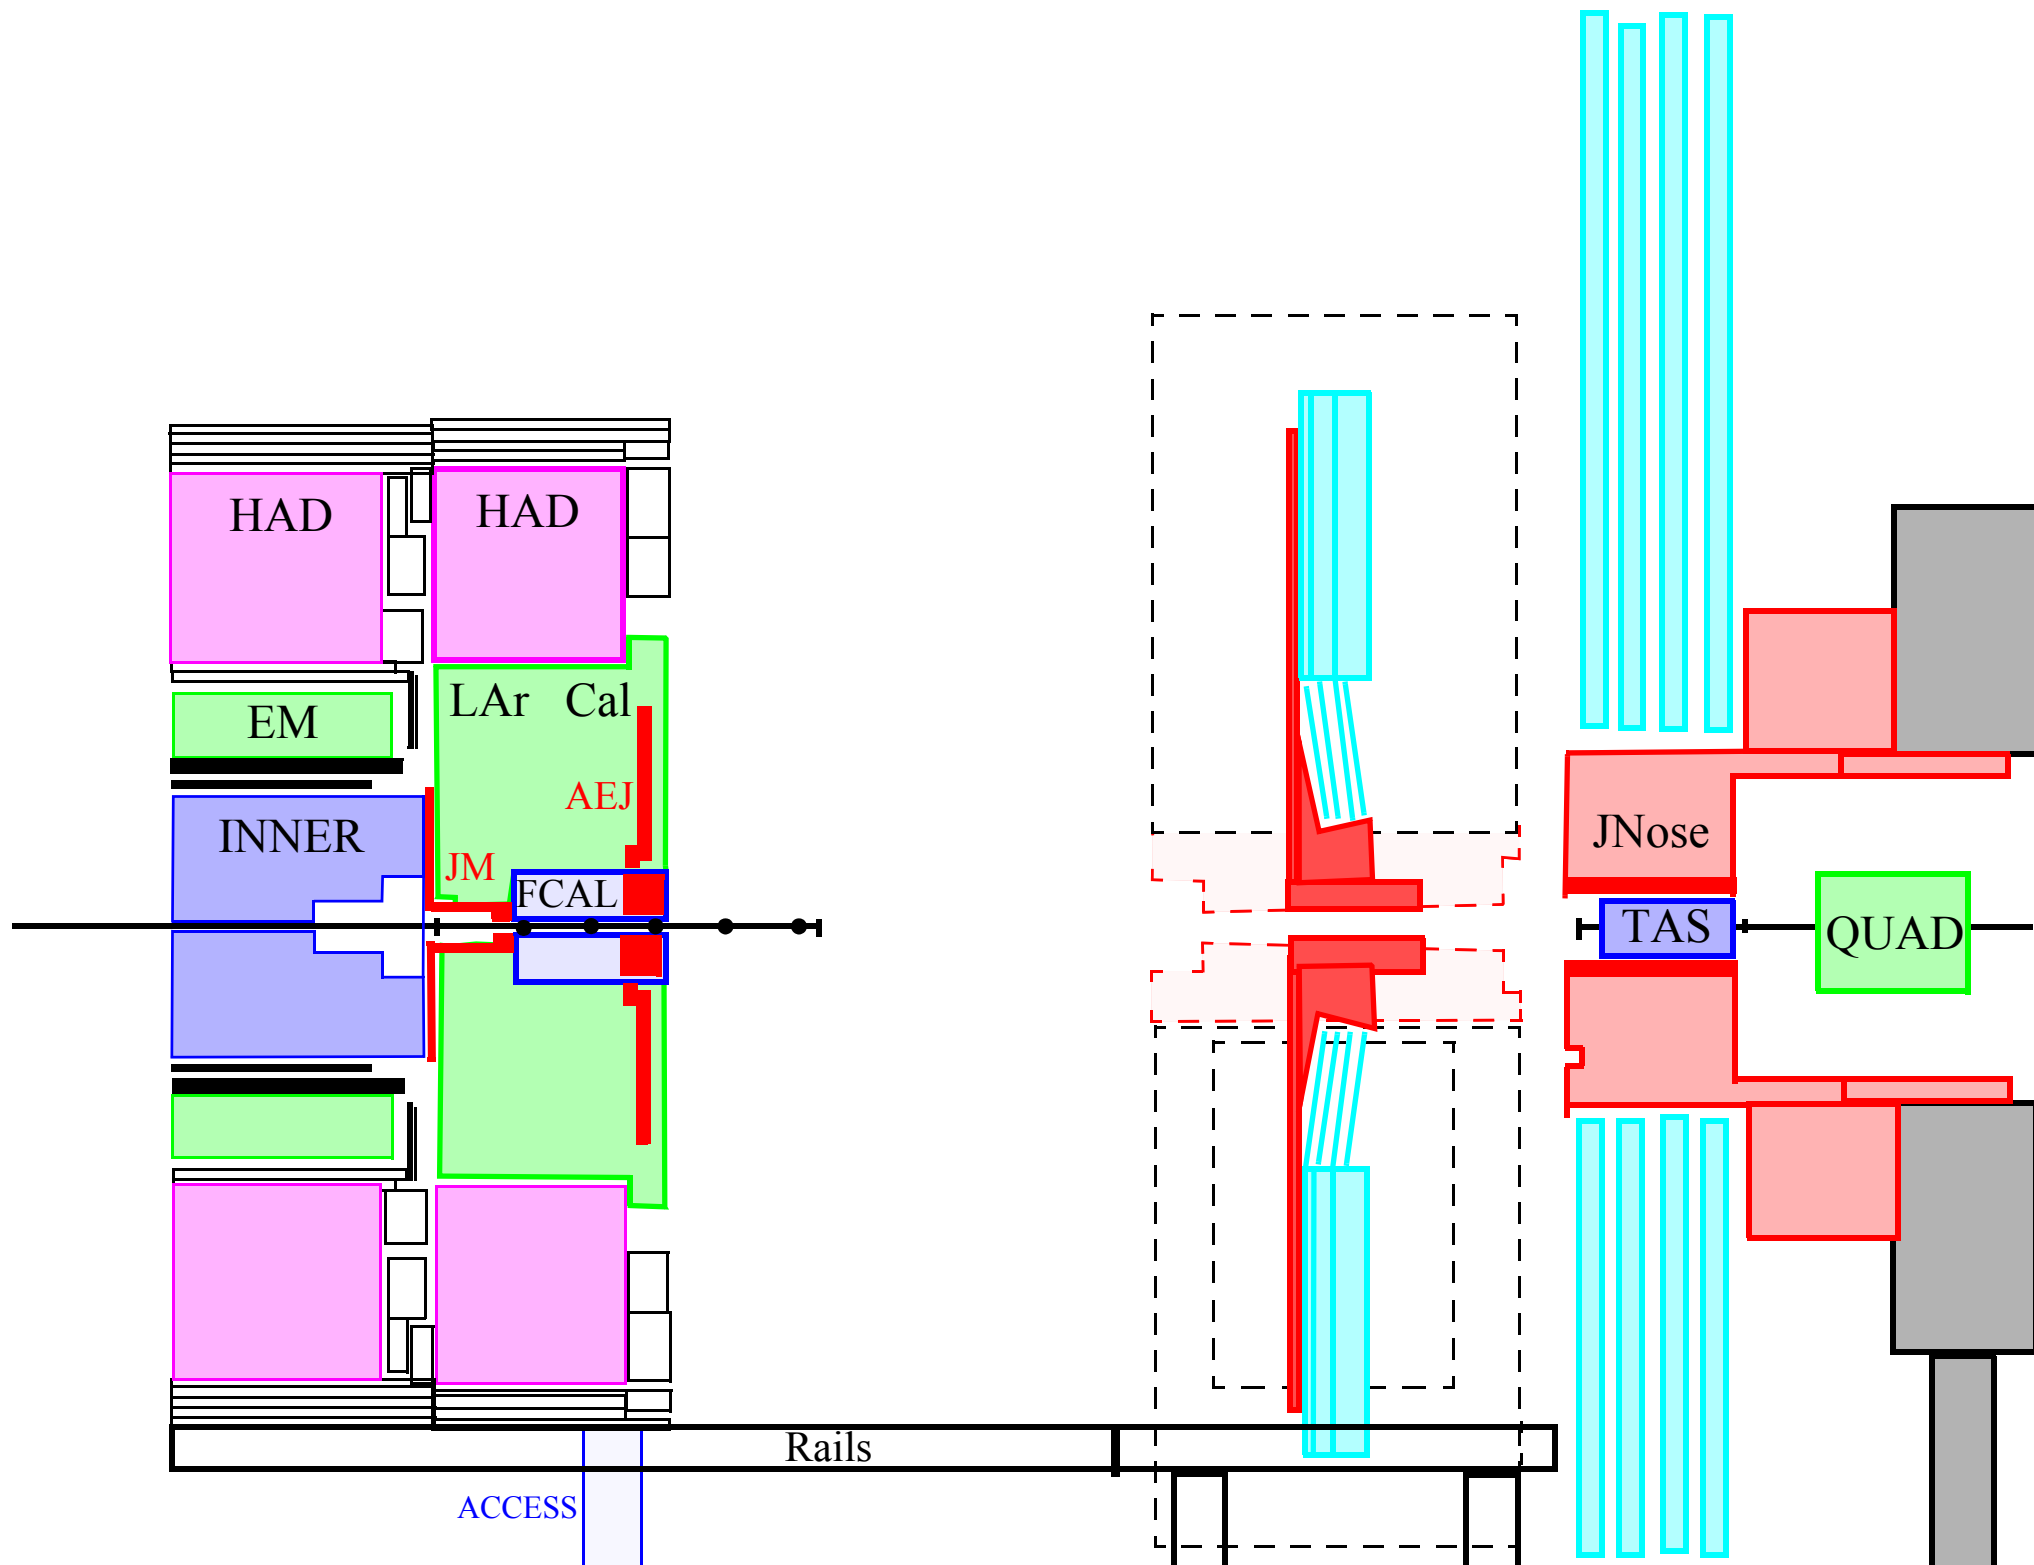 HAD
HAD
LAr Cal
EM
AEJ
INNER
JNose
JM
FCAL
TAS
QUAD
Rails
ACCESS